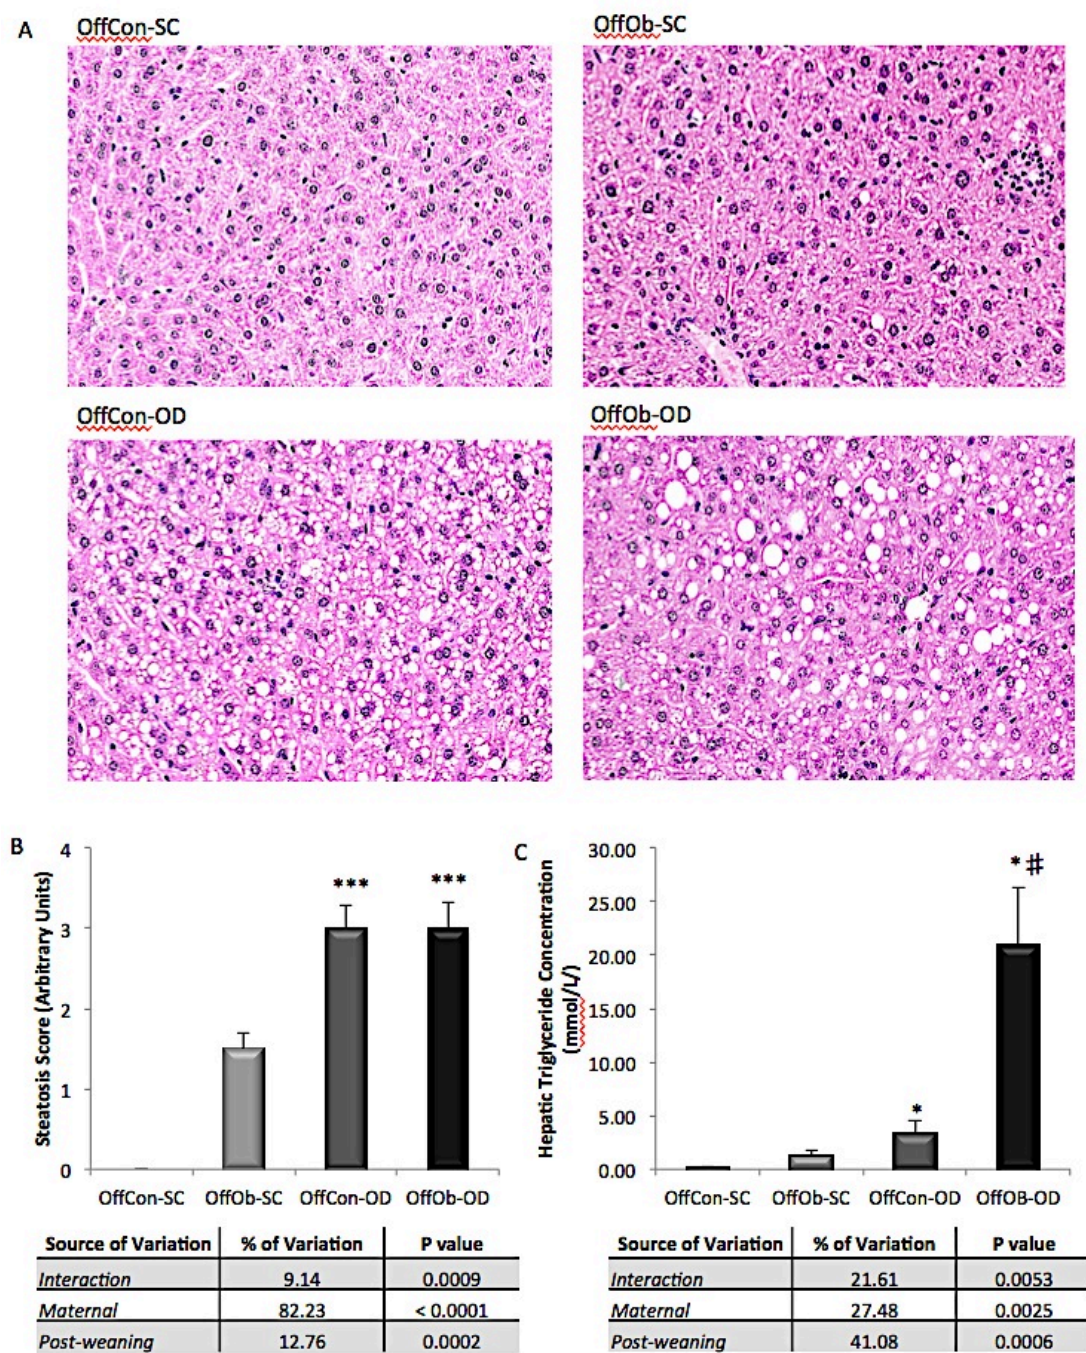 A
OffCon-SC
OffOb-SC
OffCon-OD
OffOb-OD
B
Steatosis Score (Arbitrary Units)
4
3
2
1
0
***
***
OffCon-SC OffOb-SC OffCon-OD OffOb-OD
Source of Variation % of Variation P value
Interaction 9.14 0.0009
Maternal 82.23 < 0.0001
Post-weaning 12.76 0.0002
C
Hepatic Triglyceride Concentration
(mmol/L/)
30.00
25.00
20.00
15.00
10.00
5.00
0.00
*
* #
OffCon-SC OffOb-SC OffCon-OD OffOB-OD
Source of Variation % of Variation P value
Interaction 21.61 0.0053
Maternal 27.48 0.0025
Post-weaning 41.08 0.0006